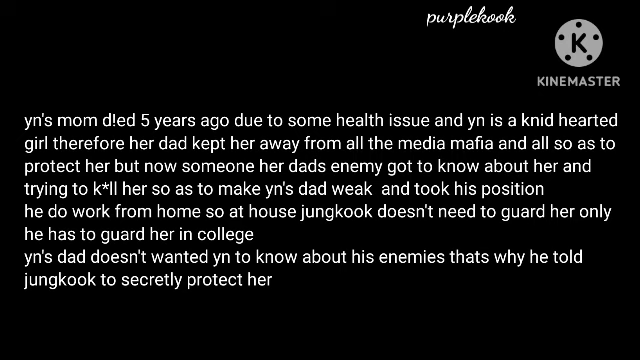 purplekook
K
KINEMASTER
yn's mom d!ed 5 years ago due to some health issue and yn is a knid hearted
girl therefore her dad kept her away from all the media mafia and all so as to
protect her but now someone her dads enemy got to know about her and
trying to k*ll her so as to make yn's dad weak and took his position
he do work from home so at house jungkook doesn't need to guard her only
he has to guard her in college
yn's dad doesn't wanted yn to know about his enemies thats why he told
jungkook to secretly protect her